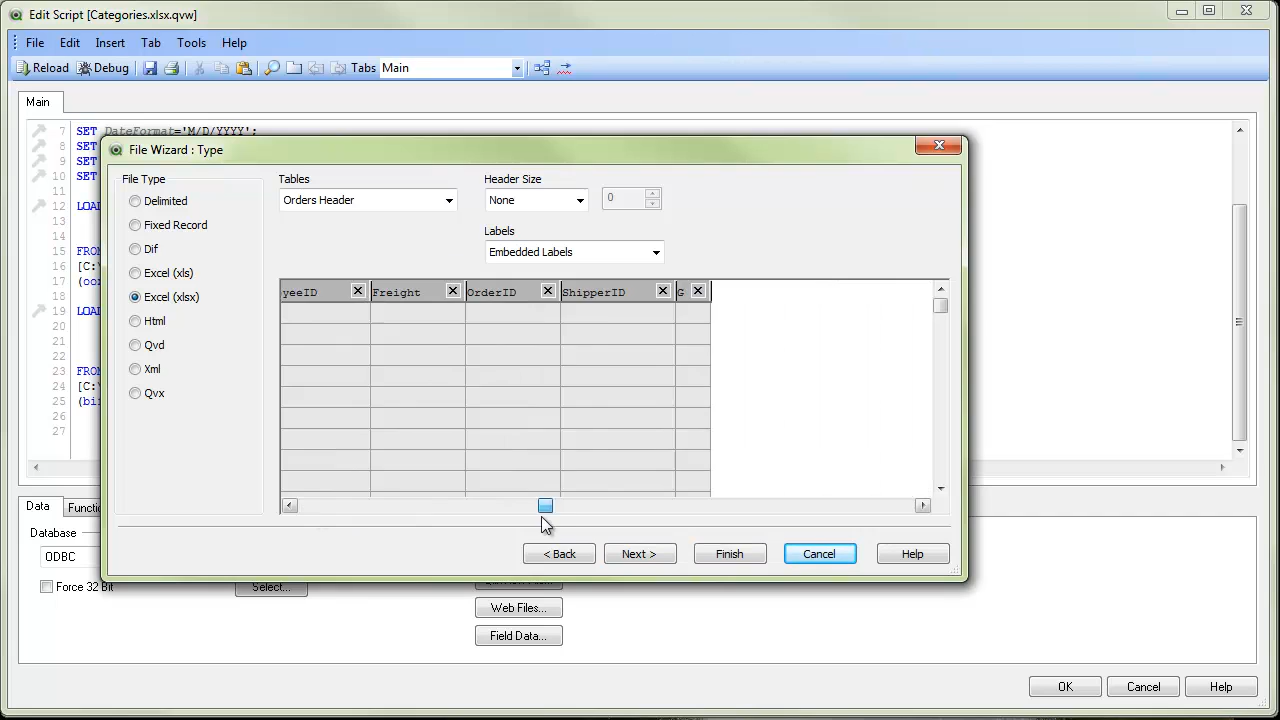 Edit Script [Categories.xlsx.qvw]
File Edit Insert Tab Tools Help
Reload Debug Tabs Main
Main
7 SET DateFormat='M/D/YYYY';
8 SET
9 SET
10 SET
11
12 LOA
13
14
15 FRO
16 [C:\
17 (oo
18
19 LOA
20
21
22
23 FRO
24 [C:\
25 (bi
26
27
File Wizard : Type
File Type
Delimited
Fixed Record
Dif
Excel (xls)
Excel (xlsx)
Html
Qvd
Xml
Qvx
Tables
Orders Header
Header Size
None
0
Labels
Embedded Labels
yeeID Freight OrderID ShipperID G
< Back Next > Finish Cancel Help
Data Functi
Database
ODBC
Force 32 Bit
Select...
Web Files...
Field Data...
OK Cancel Help